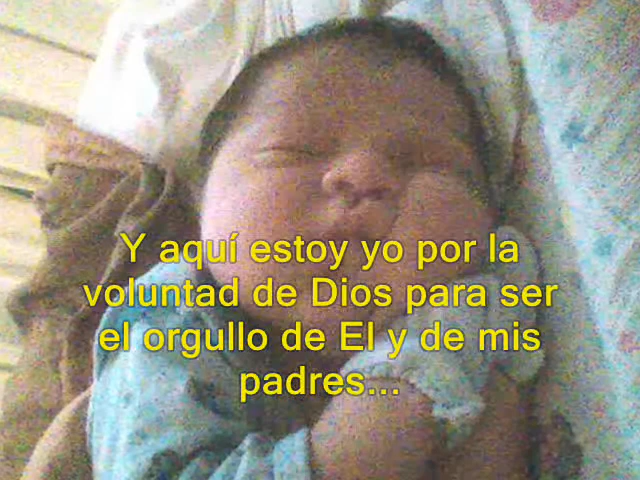 Y aquí estoy yo por la
voluntad de Dios para ser
el orgullo de El y de mis
padres...